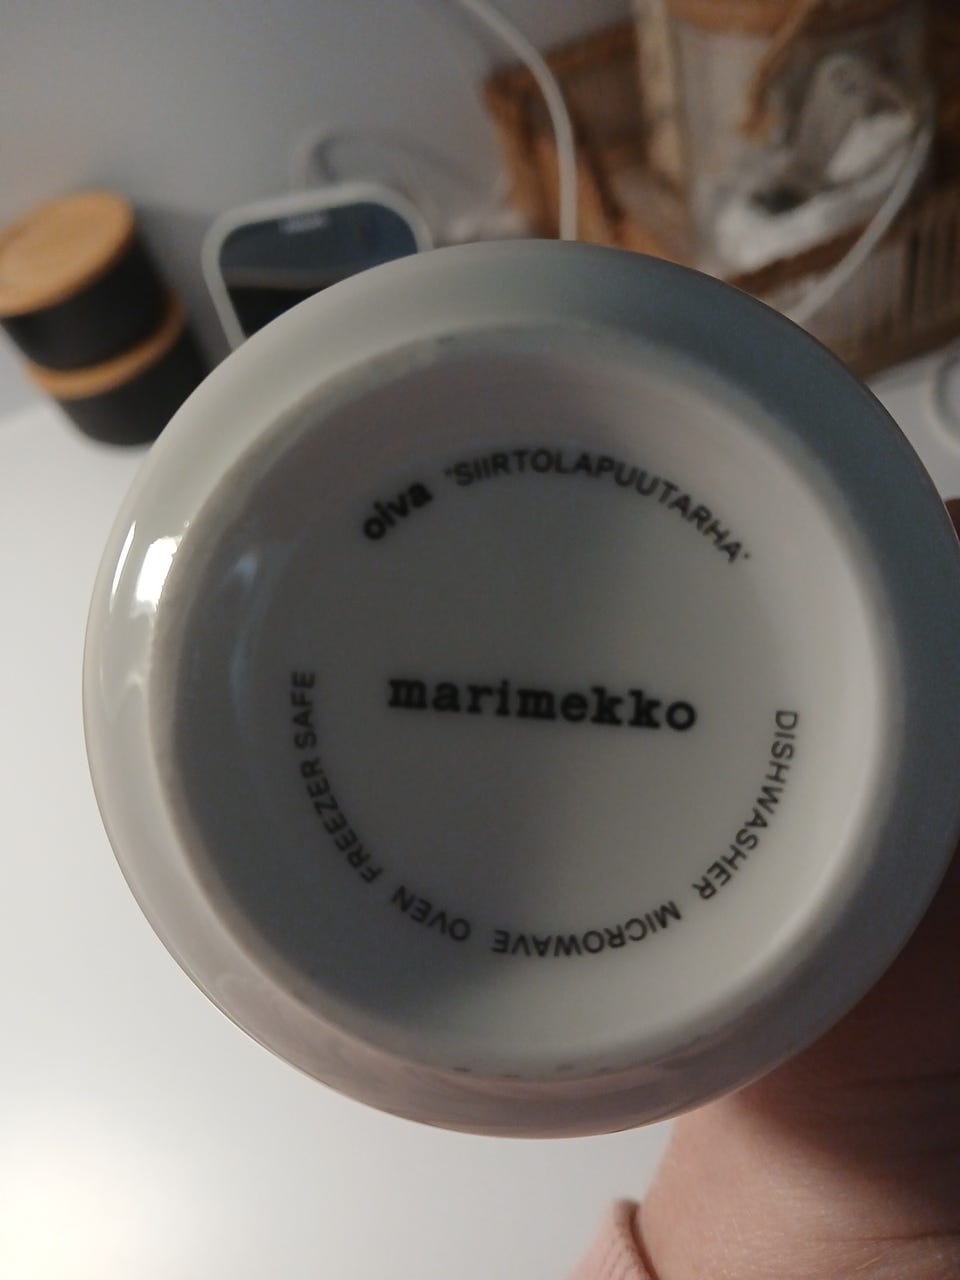 oiva "SIIRTOLAPUUTARHA"
marimekko
DISHWASHER MICROWAVE OVEN FREEZER SAFE